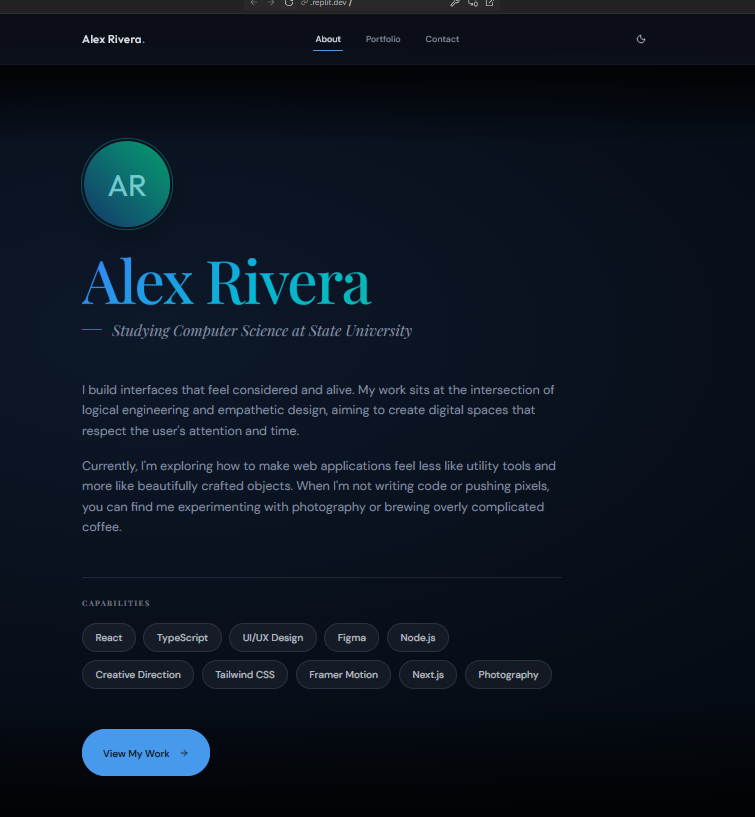 .replit.dev /
Alex Rivera.
About
Portfolio
Contact
AR
Alex Rivera
Studying Computer Science at State University
I build interfaces that feel considered and alive. My work sits at the intersection of
logical engineering and empathetic design, aiming to create digital spaces that
respect the user's attention and time.
Currently, I'm exploring how to make web applications feel less like utility tools and
more like beautifully crafted objects. When I'm not writing code or pushing pixels,
you can find me experimenting with photography or brewing overly complicated
coffee.
CAPABILITIES
React
TypeScript
UI/UX Design
Figma
Node.js
Creative Direction
Tailwind CSS
Framer Motion
Next.js
Photography
View My Work →